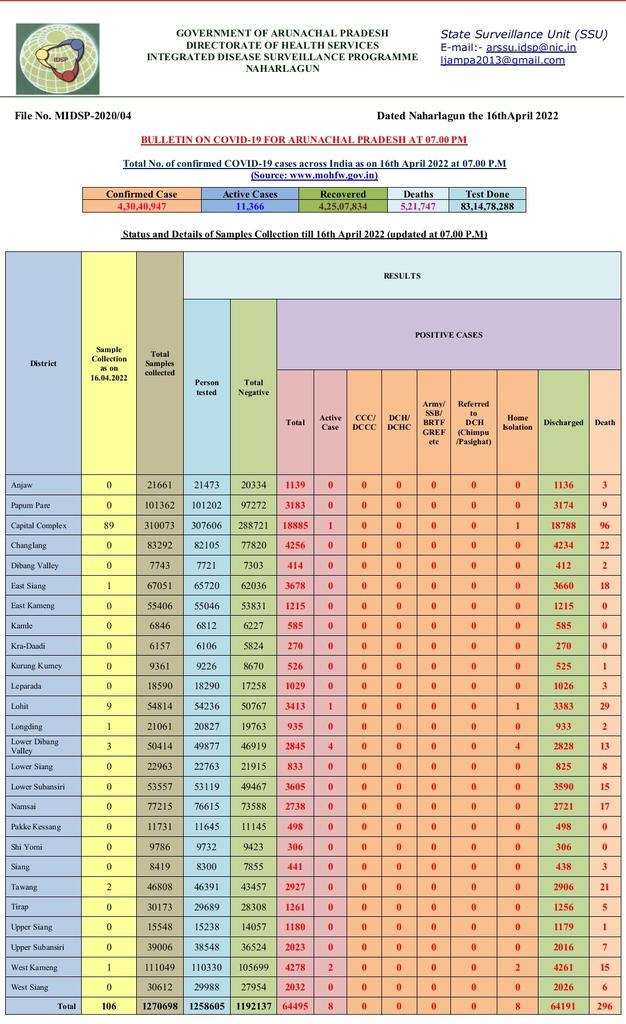 IDSP
GOVERNMENT OF ARUNACHAL PRADESH
DIRECTORATE OF HEALTH SERVICES
INTEGRATED DISEASE SURVEILLANCE PROGRAMME
NAHARLAGUN
State Surveillance Unit (SSU)
E-mail:- arssu.idsp@nic.in
ljampa2013@gmail.com
File No. MIDSP-2020/04 Dated Naharlagun the 16thApril 2022
BULLETIN ON COVID-19 FOR ARUNACHAL PRADESH AT 07.00 PM
Total No. of confirmed COVID-19 cases across India as on 16th April 2022 at 07.00 P.M
(Source: www.mohfw.gov.in)
Confirmed Case Active Cases Recovered Deaths Test Done
4,30,40,947 11,366 4,25,07,834 5,21,747 83,14,78,288
Status and Details of Samples Collection till 16th April 2022 (updated at 07.00 P.M)
District
Sample
Collection
as on
16.04.2022
Total
Samples
collected
RESULTS
Person
tested
Total
Negative
POSITIVE CASES
Total
Active
Case
CCC/
DCCC
DCH/
DCHC
Army/
SSB/
BRTF
GREF
etc
Referred
to
DCH
(Chimpu
/Pasighat)
Home
Isolation
Discharged
Death
Anjaw 0 21661 21473 20334 1139 0 0 0 0 0 0 1136 3
Papum Pare 0 101362 101202 97272 3183 0 0 0 0 0 0 3174 9
Capital Complex 89 310073 307606 288721 18885 1 0 0 0 0 1 18788 96
Changlang 0 83292 82105 77820 4256 0 0 0 0 0 0 4234 22
Dibang Valley 0 7743 7721 7303 414 0 0 0 0 0 0 412 2
East Siang 1 67051 65720 62036 3678 0 0 0 0 0 0 3660 18
East Kameng 0 55406 55046 53831 1215 0 0 0 0 0 0 1215 0
Kamle 0 6846 6812 6227 585 0 0 0 0 0 0 585 0
Kra-Daadi 0 6157 6106 5824 270 0 0 0 0 0 0 270 0
Kurung Kumey 0 9361 9226 8670 526 0 0 0 0 0 0 525 1
Leparada 0 18590 18290 17258 1029 0 0 0 0 0 0 1026 3
Lohit 9 54814 54236 50767 3413 1 0 0 0 0 1 3383 29
Longding 1 21061 20827 19763 935 0 0 0 0 0 0 933 2
Lower Dibang
Valley 3 50414 49877 46919 2845 4 0 0 0 0 4 2828 13
Lower Siang 0 22963 22763 21915 833 0 0 0 0 0 0 825 8
Lower Subansiri 0 53557 53119 49467 3605 0 0 0 0 0 0 3590 15
Namsai 0 77215 76615 73588 2738 0 0 0 0 0 0 2721 17
Pakke Kessang 0 11731 11645 11145 498 0 0 0 0 0 0 498 0
Shi Yomi 0 9786 9732 9423 306 0 0 0 0 0 0 306 0
Siang 0 8419 8300 7855 441 0 0 0 0 0 0 438 3
Tawang 2 46808 46391 43457 2927 0 0 0 0 0 0 2906 21
Tirap 0 30173 29689 28308 1261 0 0 0 0 0 0 1256 5
Upper Siang 0 15548 15238 14057 1180 0 0 0 0 0 0 1179 1
Upper Subansiri 0 39006 38548 36524 2023 0 0 0 0 0 0 2016 7
West Kameng 1 111049 110330 105699 4278 2 0 0 0 0 2 4261 15
West Siang 0 30612 29988 27954 2032 0 0 0 0 0 0 2026 6
Total 106 1270698 1258605 1192137 64495 8 0 0 0 0 8 64191 296